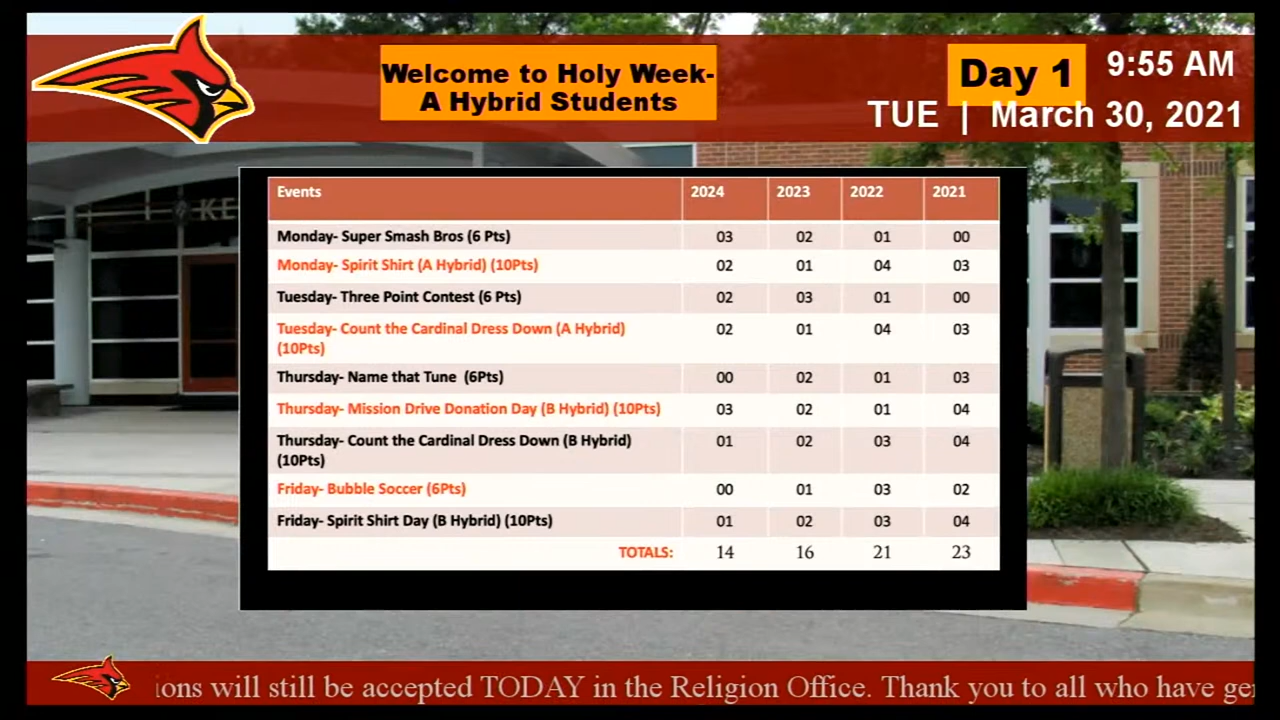 Welcome to Holy Week-
A Hybrid Students
Day 1
9:55 AM
TUE | March 30, 2021
KE
Events 2024 2023 2022 2021
Monday- Super Smash Bros (6 Pts) 03 02 01 00
Monday- Spirit Shirt (A Hybrid) (10Pts) 02 01 04 03
Tuesday- Three Point Contest (6 Pts) 02 03 01 00
Tuesday- Count the Cardinal Dress Down (A Hybrid) 02 01 04 03
(10Pts)
Thursday- Name that Tune (6Pts) 00 02 01 03
Thursday- Mission Drive Donation Day (B Hybrid) (10Pts) 03 02 01 04
Thursday- Count the Cardinal Dress Down (B Hybrid) 01 02 03 04
(10Pts)
Friday- Bubble Soccer (6Pts) 00 01 03 02
Friday- Spirit Shirt Day (B Hybrid) (10Pts) 01 02 03 04
TOTALS: 14 16 21 23
ions will still be accepted TODAY in the Religion Office. Thank you to all who have ge